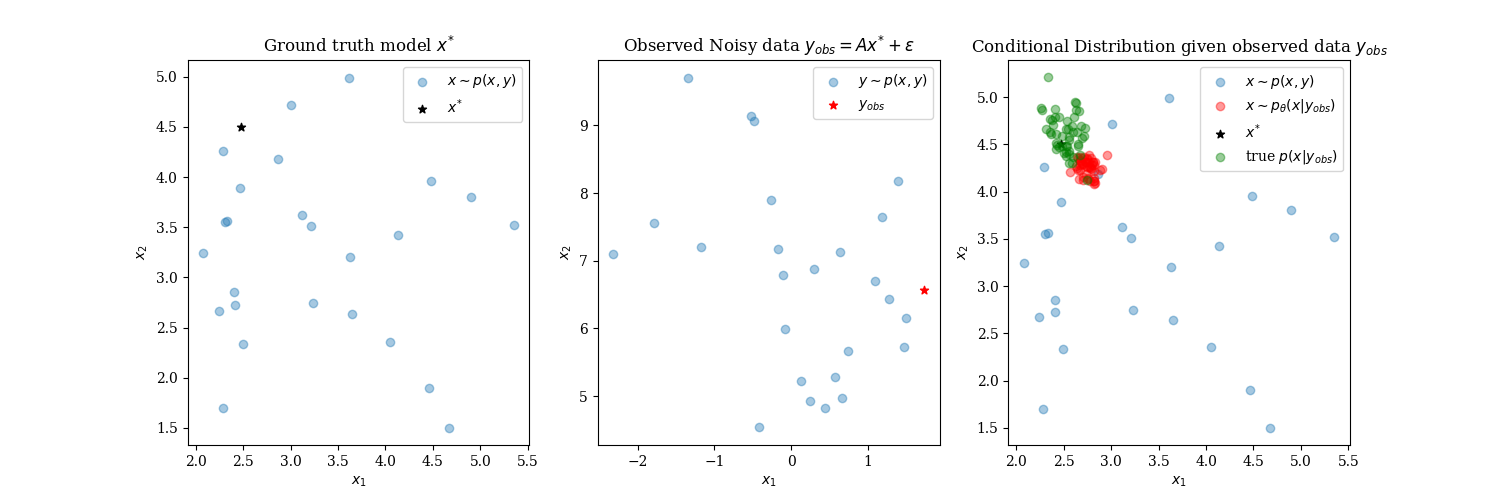 Ground truth model x*
x ~ p(x, y)
x*
5.0
4.5
4.0
3.5
3.0
2.5
2.0
1.5
x₂
2.0 2.5 3.0 3.5 4.0 4.5 5.0 5.5
x₁
Observed Noisy data y_obs = Ax* + ε
y ~ p(x, y)
y_obs
9
8
7
6
5
x₂
−2 −1 0 1
x₁
Conditional Distribution given observed data y_obs
x ~ p(x, y)
x ~ p_θ(x|y_obs)
x*
true p(x|y_obs)
5.0
4.5
4.0
3.5
3.0
2.5
2.0
1.5
x₂
2.0 2.5 3.0 3.5 4.0 4.5 5.0 5.5
x₁